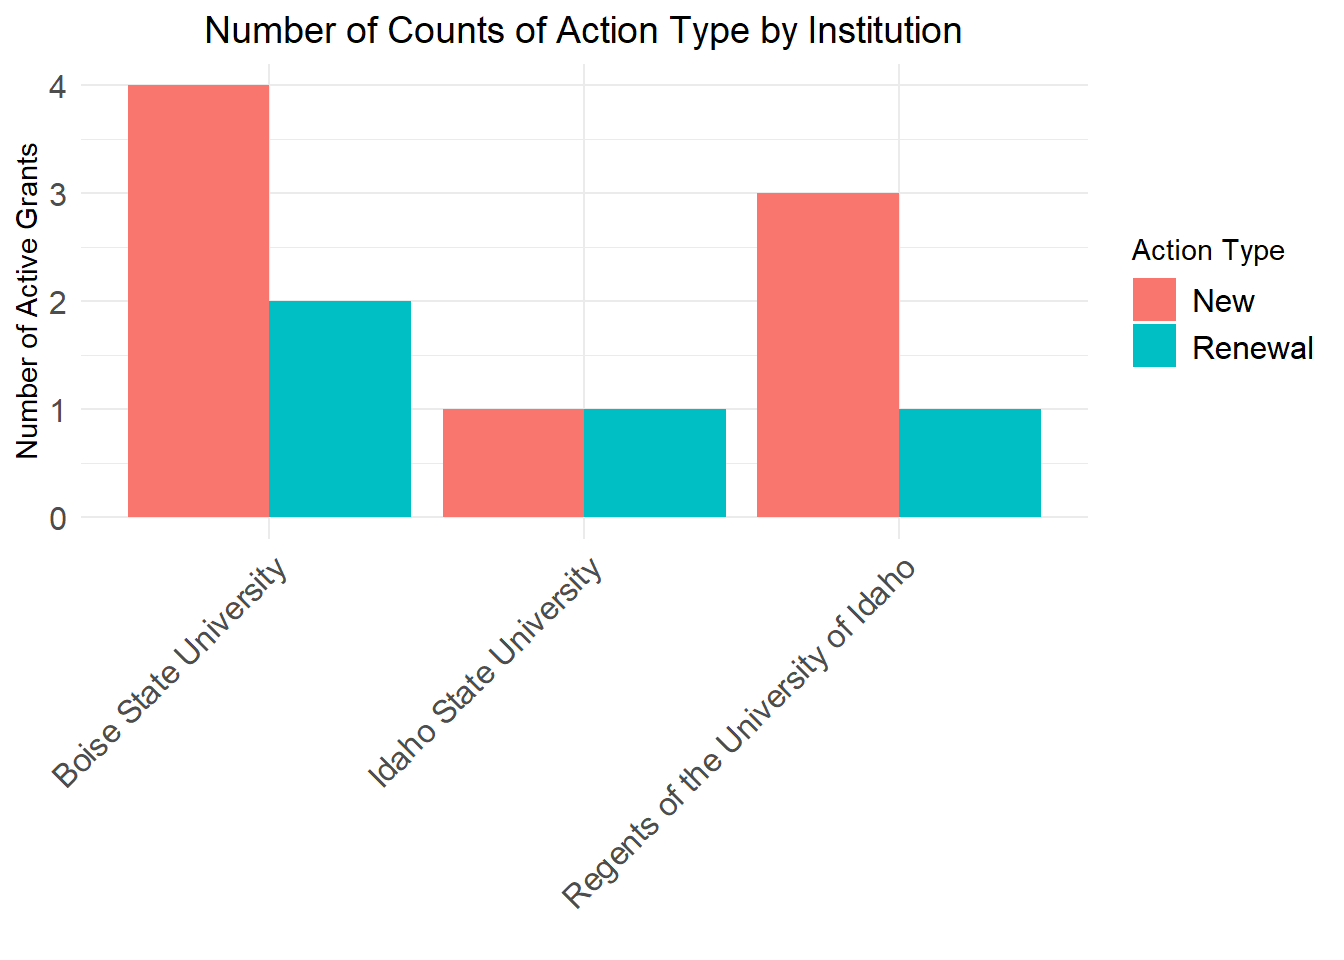 Number of Counts of Action Type by Institution
Number of Active Grants
4
3
2
1
0
Boise State University
Idaho State University
Regents of the University of Idaho
Action Type
New
Renewal